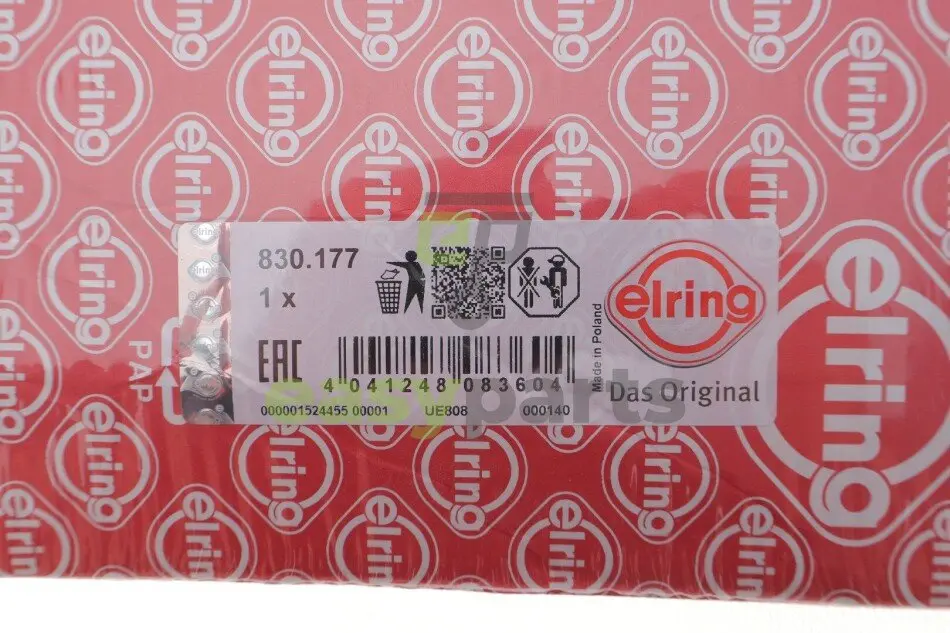 830.177
1 x
EAC
4 041248 083604
000001524455 00001 UE808 000140
Made in Poland
elring
Das Original
PAP
easyparts
elring